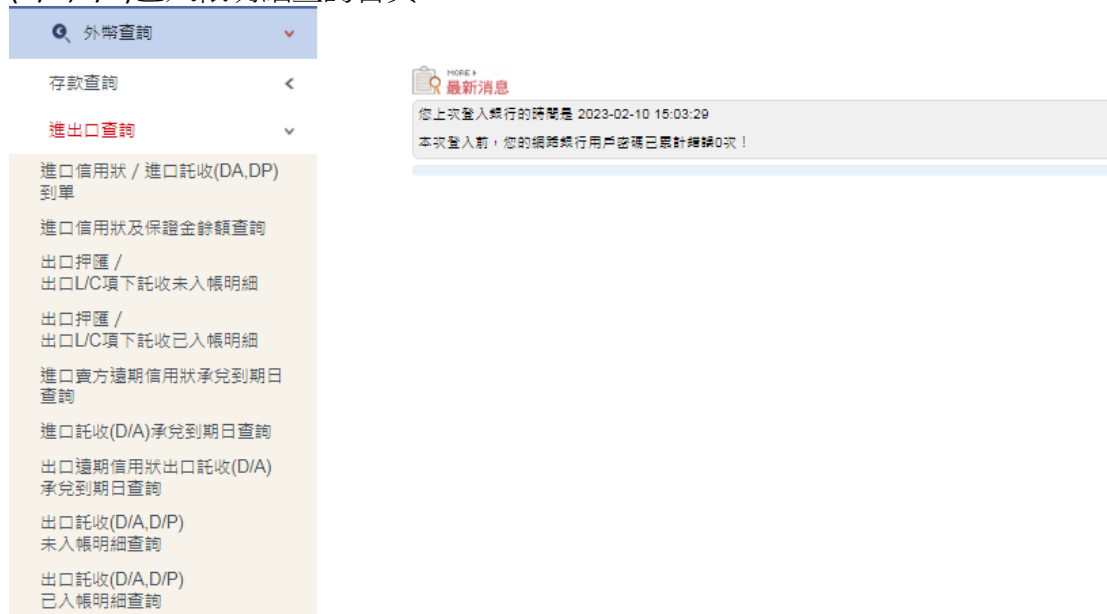 外幣查詢
存款查詢
進出口查詢
進口信用狀 / 進口託收(DA,DP)
到單
進口信用狀及保證金餘額查詢
出口押匯 /
出口L/C項下託收未入帳明細
出口押匯 /
出口L/C項下託收已入帳明細
進口賣方遠期信用狀承兌到期日
查詢
進口託收(D/A)承兌到期日查詢
出口遠期信用狀出口託收(D/A)
承兌到期日查詢
出口託收(D/A,D/P)
未入帳明細查詢
出口託收(D/A,D/P)
已入帳明細查詢
MORE
最新消息
您上次登入銀行的時間是 2023-02-10 15:03:29
本次登入前，您的網路銀行用戶密碼已累計錯誤0次！